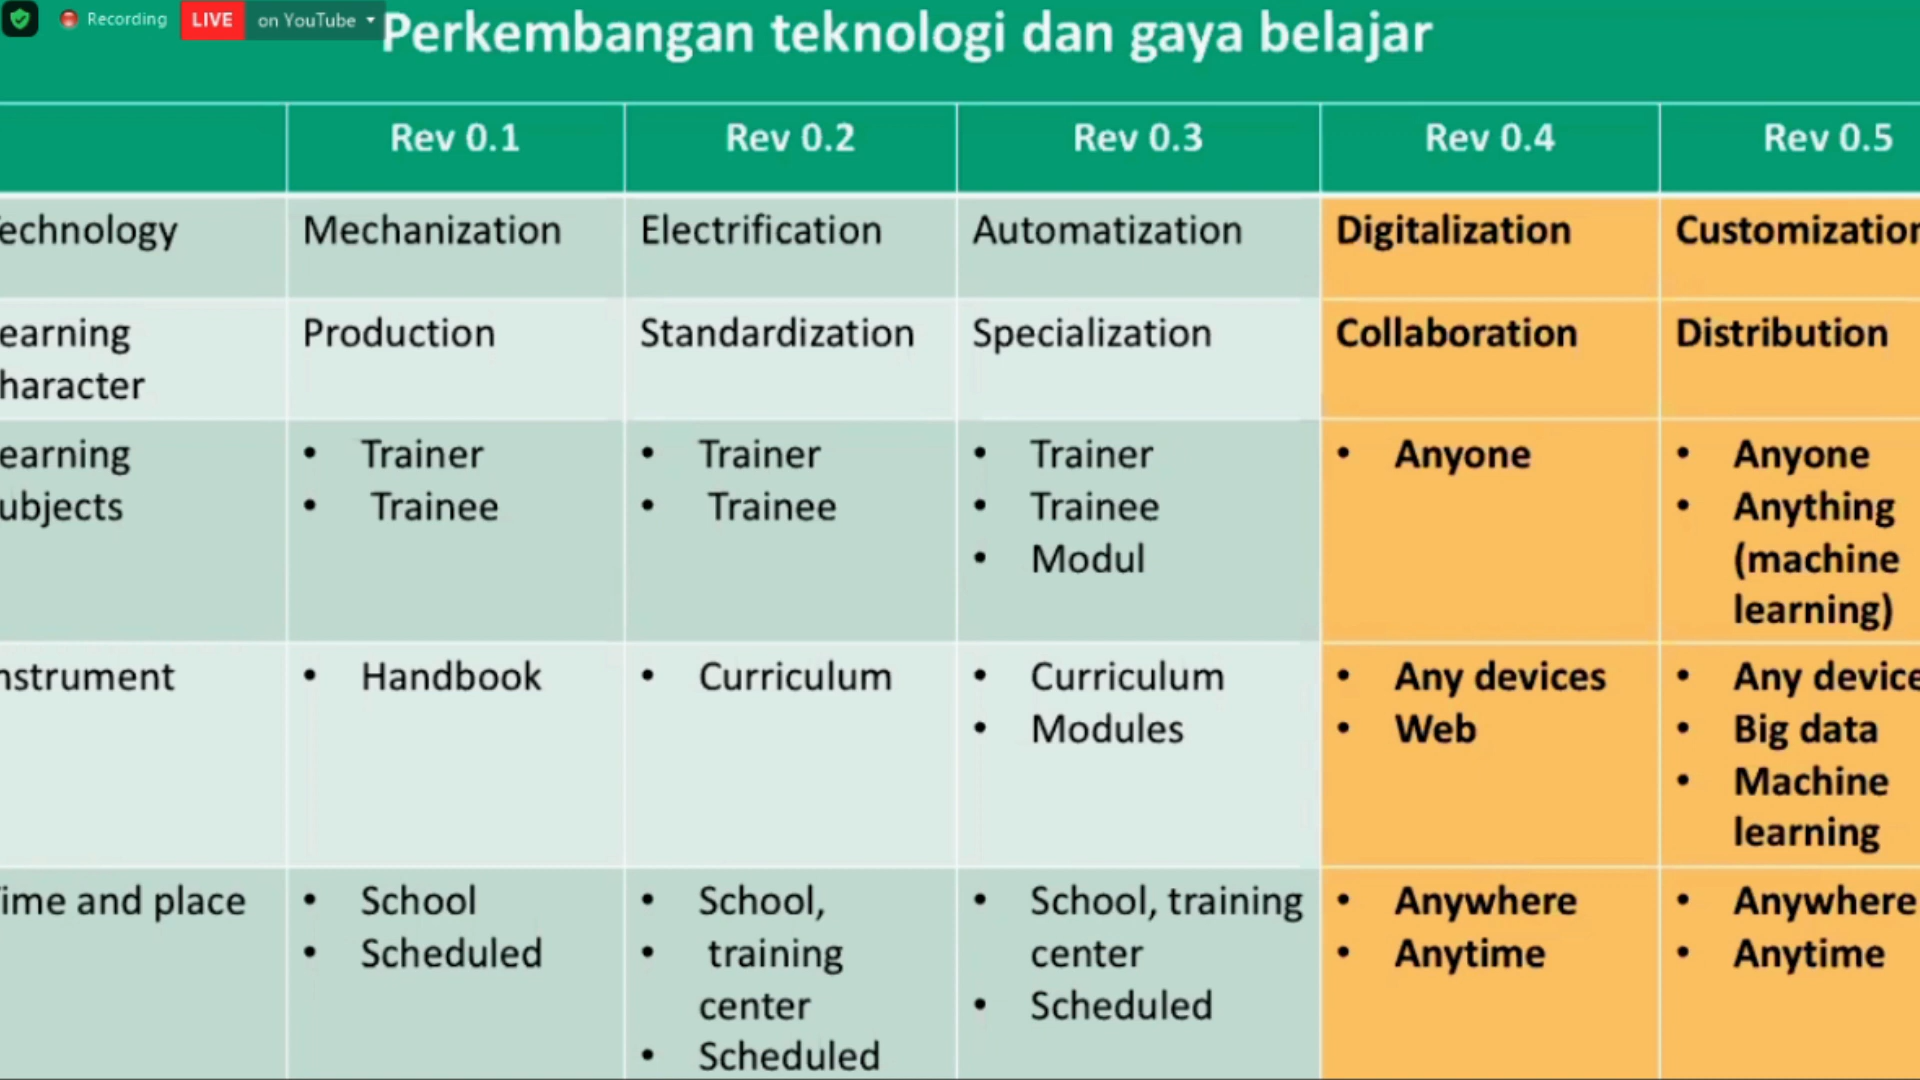 Recording
LIVE on YouTube
Perkembangan teknologi dan gaya belajar
Rev 0.1 Rev 0.2 Rev 0.3 Rev 0.4 Rev 0.5
echnology Mechanization Electrification Automatization Digitalization Customization
earning Production Standardization Specialization Collaboration Distribution
haracter
earning • Trainer • Trainer • Trainer • Anyone • Anyone
ubjects • Trainee • Trainee • Trainee • Anything
• Modul (machine
learning)
nstrument • Handbook • Curriculum • Curriculum • Any devices • Any device
• Modules • Web • Big data
• Machine
learning
ime and place • School • School, • School, training • Anywhere • Anywhere
• Scheduled • training center • Anytime • Anytime
center • Scheduled
• Scheduled